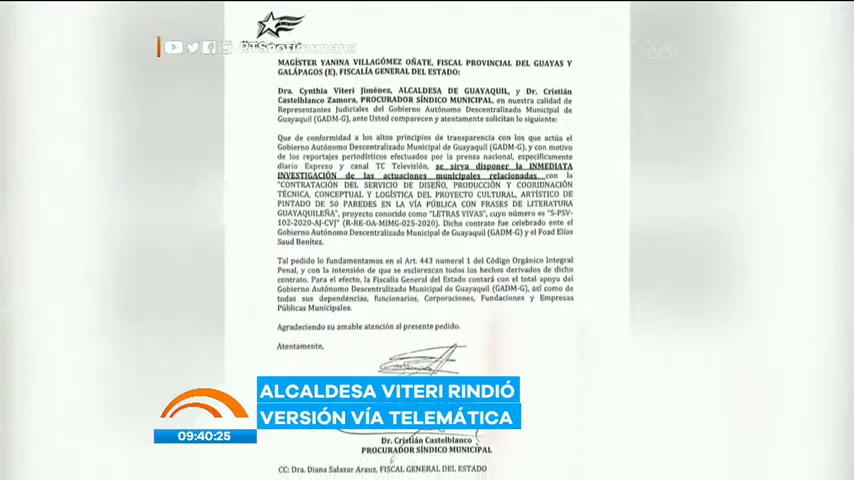 RTSnotimanana
MAGÍSTER YANINA VILLAGÓMEZ OÑATE, FISCAL PROVINCIAL DEL GUAYAS Y
GALÁPAGOS (E), FISCALÍA GENERAL DEL ESTADO:
Dra. Cynthia Viteri Jiménez, ALCALDESA DE GUAYAQUIL, y Dr. Cristián
Castelblanco Zamora, PROCURADOR SÍNDICO MUNICIPAL, en nuestra calidad de
Representantes Judiciales del Gobierno Autónomo Descentralizado Municipal de
Guayaquil (GADM-G), ante Usted comparecen y atentamente solicitan lo siguiente:
Que de conformidad a los altos principios de transparencia con los que actúa el
Gobierno Autónomo Descentralizado Municipal de Guayaquil (GADM-G), y con motivo
de los reportajes periodísticos efectuados por la prensa nacional, específicamente
diario Expreso y canal TC Televisión, se sirva disponer la INMEDIATA
INVESTIGACIÓN de las actuaciones municipales relacionadas con la
"CONTRATACIÓN DEL SERVICIO DE DISEÑO, PRODUCCIÓN Y COORIDNACIÓN
TÉCNICA, CONCEPTUAL Y LOGÍSTICA DEL PROYECTO CULTURAL, ARTÍSTICO DE
PINTADO DE 50 PAREDES EN LA VÍA PÚBLICA CON FRASES DE LITERATURA
GUAYAQUILEÑA", proyecto conocido como "LETRAS VIVAS", cuyo número es "S-PSV-
102-2020-AJ-CVJ" (R-RE-OA-MIMG-025-2020). Dicho contrato fue celebrado ente el
Gobierno Autónomo Descentralizado Municipal de Guayaquil (GADM-G) y el Foad Elías
Saud Benítez.
Tal pedido lo fundamentamos en el Art. 443 numeral 1 del Código Orgánico Integral
Penal, y con la intensión de que se esclarezcan todos los hechos derivados de dicho
contrato. Para el efecto, la Fiscalía General del Estado contará con el total apoyo del
Gobierno Autónomo Descentralizado Municipal de Guayaquil (GADM-G), así como de
todas sus dependencias, funcionarios, Corporaciones, Fundaciones y Empresas
Públicas Municipales.
Agradeciendo su amable atención al presente pedido.
Atentamente,
ALCALDESA VITERI RINDIÓ
VERSIÓN VÍA TELEMÁTICA
09:40:25
Dr. Cristián Castelblanco
PROCURADOR SÍNDICO MUNICIPAL
CC: Dra. Diana Salazar Arauz, FISCAL GENERAL DEL ESTADO